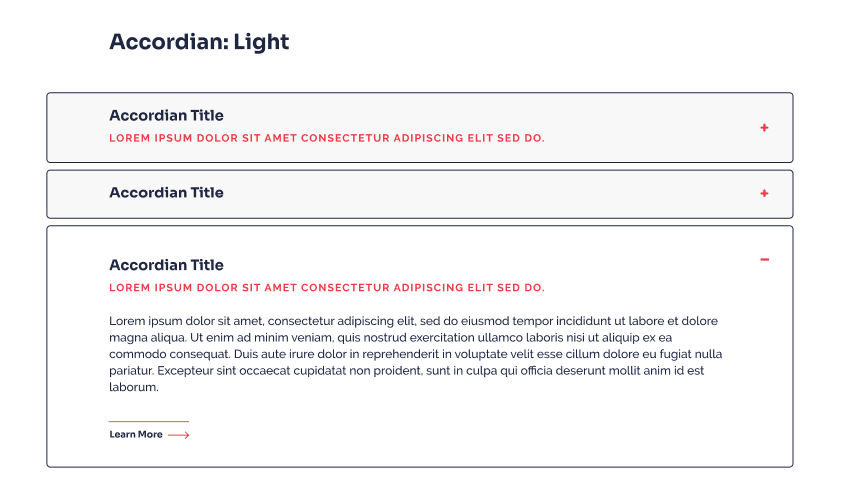 Accordian: Light
Accordian Title
LOREM IPSUM DOLOR SIT AMET CONSECTETUR ADIPISCING ELIT SED DO.
Accordian Title
Accordian Title
LOREM IPSUM DOLOR SIT AMET CONSECTETUR ADIPISCING ELIT SED DO.
Lorem ipsum dolor sit amet, consectetur adipiscing elit, sed do eiusmod tempor incididunt ut labore et dolore
magna aliqua. Ut enim ad minim veniam, quis nostrud exercitation ullamco laboris nisi ut aliquip ex ea
commodo consequat. Duis aute irure dolor in reprehenderit in voluptate velit esse cillum dolore eu fugiat nulla
pariatur. Excepteur sint occaecat cupidatat non proident, sunt in culpa qui officia deserunt mollit anim id est
laborum.
Learn More